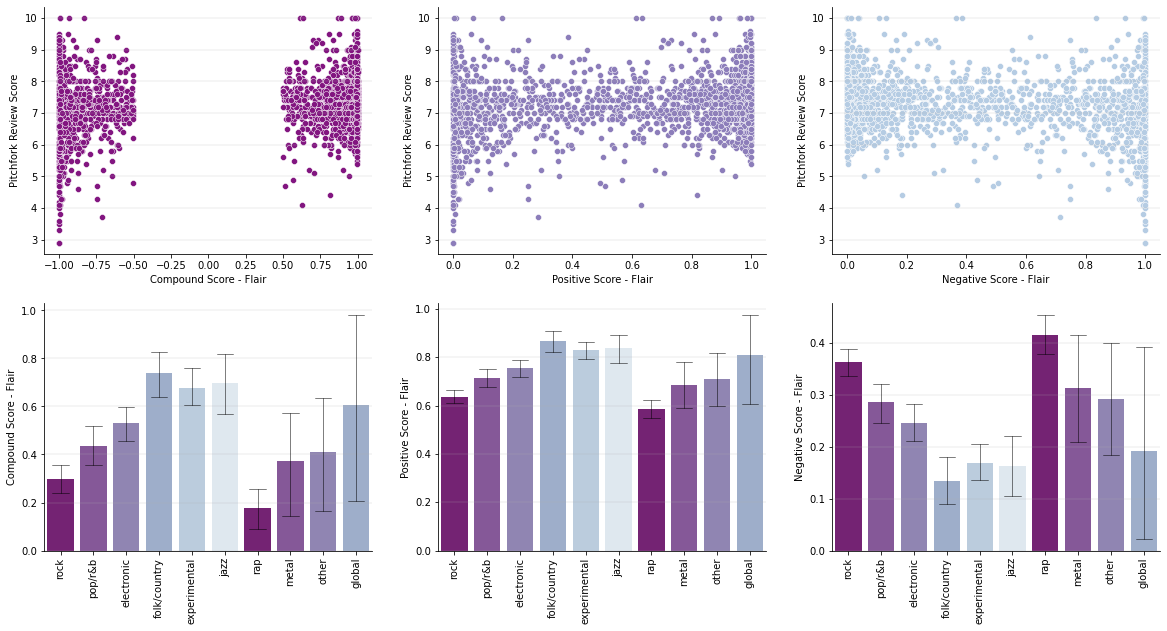 10
9
8
7
6
5
4
3
Pitchfork Review Score
−1.00 −0.75 −0.50 −0.25 0.00 0.25 0.50 0.75 1.00
Compound Score - Flair
10
9
8
7
6
5
4
3
Pitchfork Review Score
0.0 0.2 0.4 0.6 0.8 1.0
Positive Score - Flair
10
9
8
7
6
5
4
3
Pitchfork Review Score
0.0 0.2 0.4 0.6 0.8 1.0
Negative Score - Flair
1.0
0.8
0.6
0.4
0.2
0.0
Compound Score - Flair
rock
pop/r&b
electronic
folk/country
experimental
jazz
rap
metal
other
global
1.0
0.8
0.6
0.4
0.2
0.0
Positive Score - Flair
rock
pop/r&b
electronic
folk/country
experimental
jazz
rap
metal
other
global
0.4
0.3
0.2
0.1
0.0
Negative Score - Flair
rock
pop/r&b
electronic
folk/country
experimental
jazz
rap
metal
other
global